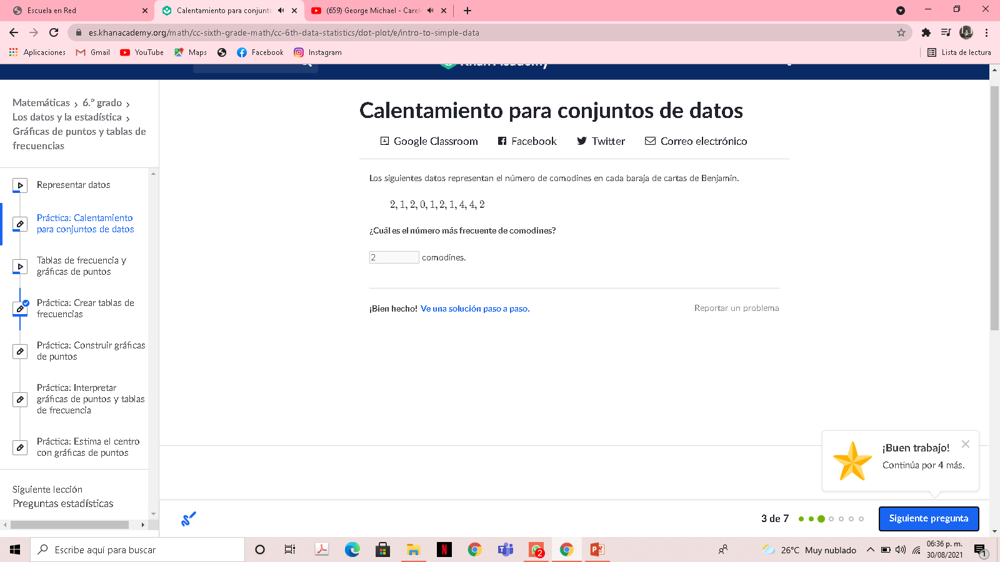 Escuela en Red
Calentamiento para conjunto
(659) George Michael - Carel
es.khanacademy.org/math/cc-sixth-grade-math/cc-6th-data-statistics/dot-plot/e/intro-to-simple-data
Aplicaciones
Gmail
YouTube
Maps
Facebook
Instagram
Lista de lectura
Khan Academy
Matemáticas > 6.º grado >
Los datos y la estadística >
Gráficas de puntos y tablas de
frecuencias
Representar datos
Práctica: Calentamiento
para conjuntos de datos
Tablas de frecuencia y
gráficas de puntos
Práctica: Crear tablas de
frecuencias
Práctica: Construir gráficas
de puntos
Práctica: Interpretar
gráficas de puntos y tablas
de frecuencia
Práctica: Estima el centro
con gráficas de puntos
Siguiente lección
Preguntas estadísticas
Calentamiento para conjuntos de datos
Google Classroom
Facebook
Twitter
Correo electrónico
Los siguientes datos representan el número de comodines en cada baraja de cartas de Benjamín.
2, 1, 2, 0, 1, 2, 1, 4, 4, 2
¿Cuál es el número más frecuente de comodines?
2 comodines.
¡Bien hecho! Ve una solución paso a paso.
Reportar un problema
¡Buen trabajo!
Continúa por 4 más.
3 de 7
Siguiente pregunta
Escribe aquí para buscar
2
26°C Muy nublado
06:36 p. m.
30/08/2021
1